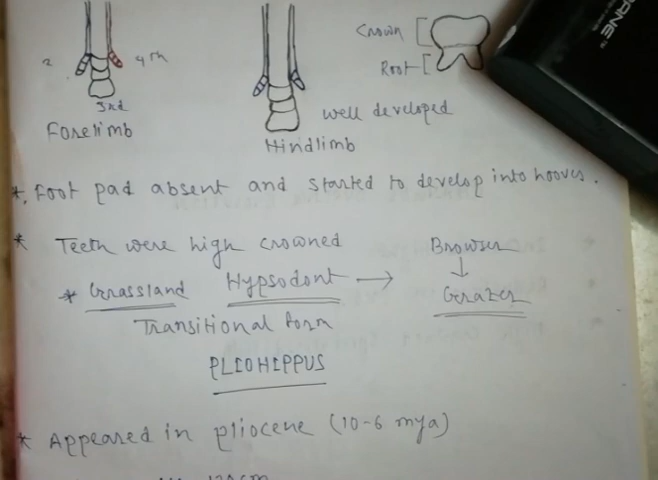 2 4th
3rd
Forelimb
Hindlimb
well developed
Crown
Root
*. Foot pad absent and started to develop into hooves.
* Teeth were high crowned
Browser
↓
Grazer
* Grassland Hypsodont →
Transitional form
PLIOHIPPUS
* Appeared in pliocene (10-6 mya)